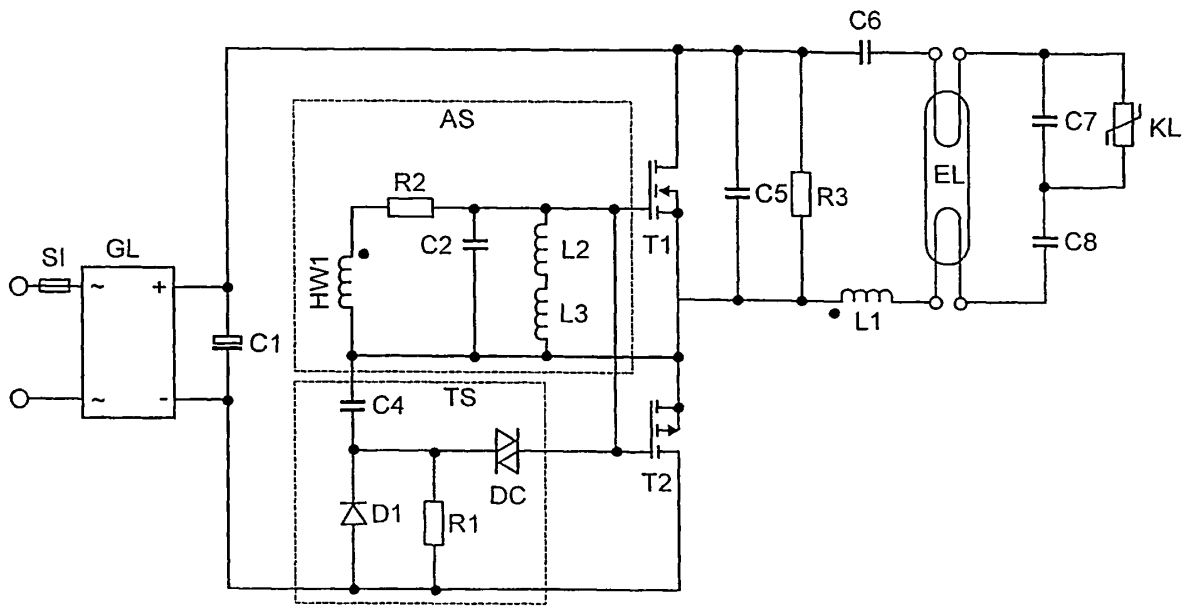 C6
AS
C7
KL
R2
C5
R3
EL
C2
L2
T1
C8
SI
GL
HW1
~
+
L3
L1
C1
~
-
TS
C4
T2
DC
D1
R1